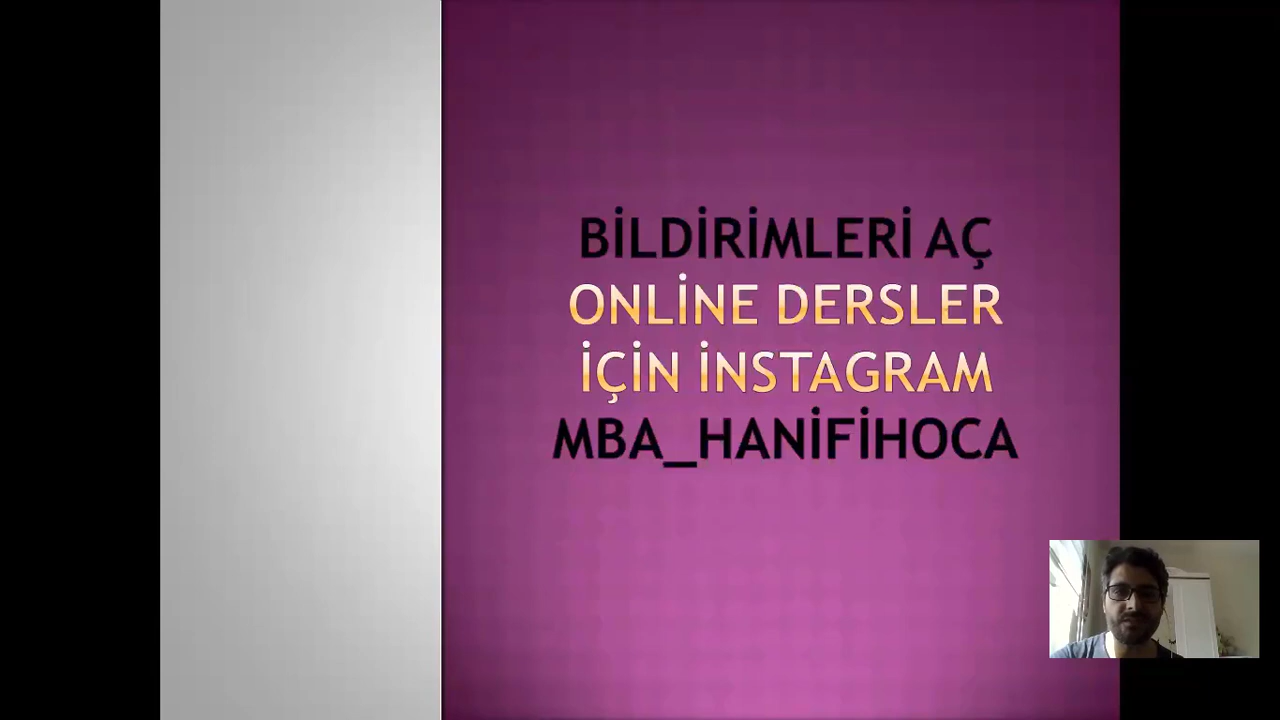 BİLDİRİMLERİ AÇ
ONLİNE DERSLER
İÇİN İNSTAGRAM
MBA_HANİFİHOCA